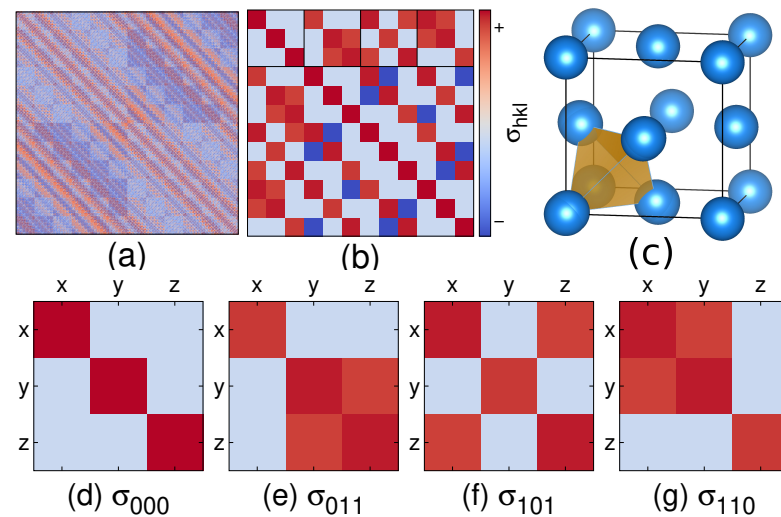 +
σhkl
−
(a)
(b)
(c)
x y z
x y z
x y z
x y z
x
y
z
x
y
z
x
y
z
x
y
z
(d) σ000
(e) σ011
(f) σ101
(g) σ110